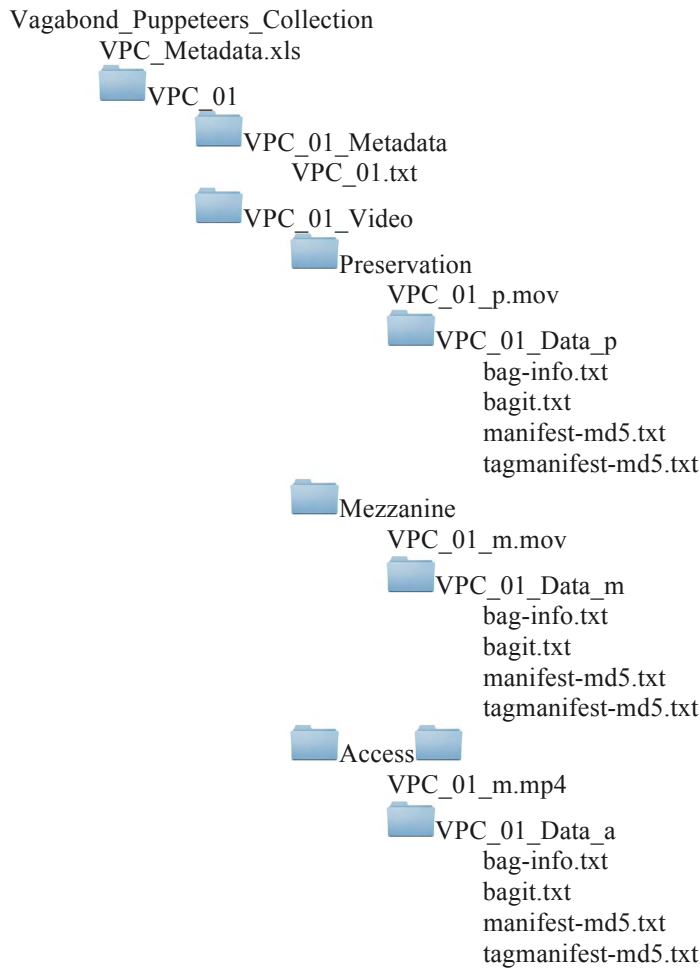 Vagabond_Puppeteers_Collection
VPC_Metadata.xls
VPC_01
VPC_01_Metadata
VPC_01.txt
VPC_01_Video
Preservation
VPC_01_p.mov
VPC_01_Data_p
bag-info.txt
bagit.txt
manifest-md5.txt
tagmanifest-md5.txt
Mezzanine
VPC_01_m.mov
VPC_01_Data_m
bag-info.txt
bagit.txt
manifest-md5.txt
tagmanifest-md5.txt
Access
VPC_01_m.mp4
VPC_01_Data_a
bag-info.txt
bagit.txt
manifest-md5.txt
tagmanifest-md5.txt